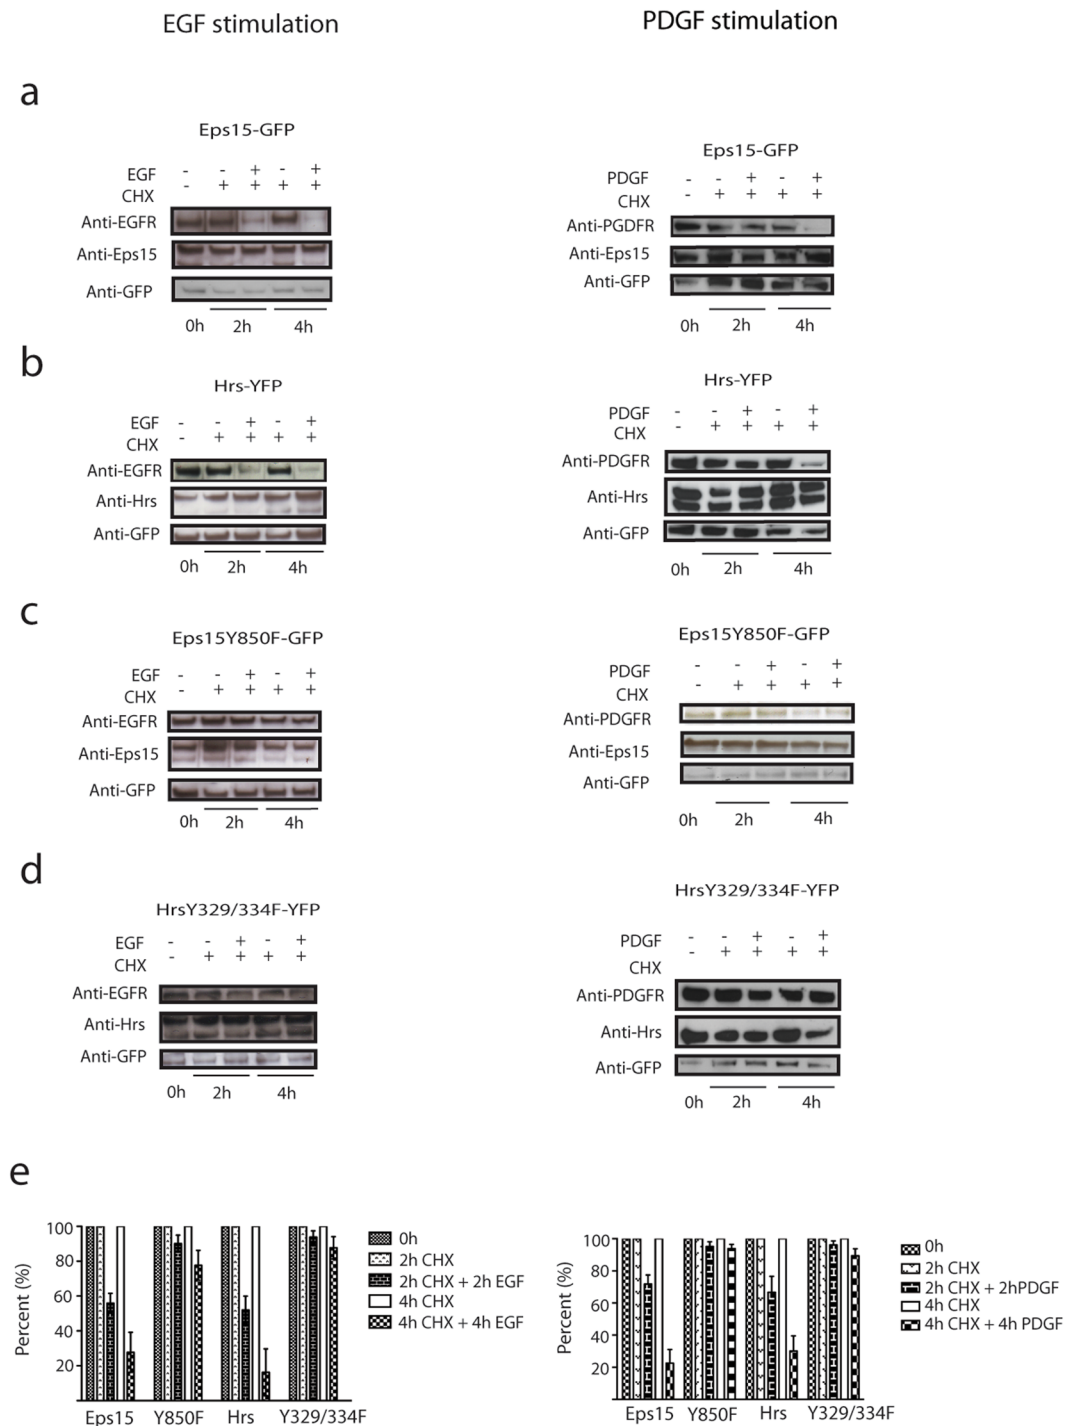 EGF stimulation
PDGF stimulation
a
Eps15-GFP
EGF - - + - +
CHX - + + + +
Anti-EGFR
Anti-Eps15
Anti-GFP
0h 2h 4h
Eps15-GFP
PDGF - - + - +
CHX - + + + +
Anti-PGDFR
Anti-Eps15
Anti-GFP
0h 2h 4h
b
Hrs-YFP
EGF - - + - +
CHX - + + + +
Anti-EGFR
Anti-Hrs
Anti-GFP
0h 2h 4h
Hrs-YFP
PDGF - - + - +
CHX - + + + +
Anti-PDGFR
Anti-Hrs
Anti-GFP
0h 2h 4h
c
Eps15Y850F-GFP
EGF - - + - +
CHX - + + + +
Anti-EGFR
Anti-Eps15
Anti-GFP
0h 2h 4h
Eps15Y850F-GFP
PDGF - - + - +
CHX - + + + +
Anti-PDGFR
Anti-Eps15
Anti-GFP
0h 2h 4h
d
HrsY329/334F-YFP
EGF - - + - +
CHX - + + + +
Anti-EGFR
Anti-Hrs
Anti-GFP
0h 2h 4h
HrsY329/334F-YFP
PDGF - - + - +
CHX - + + + +
Anti-PDGFR
Anti-Hrs
Anti-GFP
0h 2h 4h
e
Percent (%)
100
80
60
40
20
Eps15 Y850F Hrs Y329/334F
0h
2h CHX
2h CHX + 2h EGF
4h CHX
4h CHX + 4h EGF
Percent (%)
100
80
60
40
20
Eps15 Y850F Hrs Y329/334F
0h
2h CHX
2h CHX + 2hPDGF
4h CHX
4h CHX + 4h PDGF